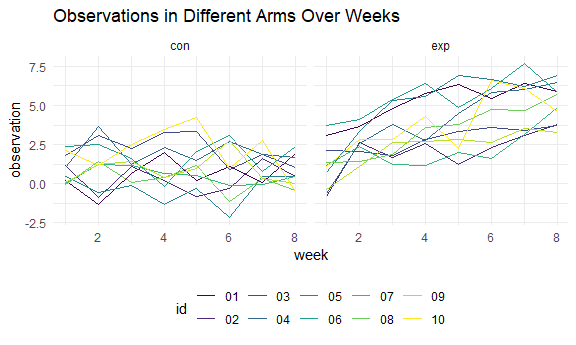 Observations in Different Arms Over Weeks
con exp
7.5
5.0
2.5
0.0
-2.5
observation
2 4 6 8 2 4 6 8
week
id 01 03 05 07 09
02 04 06 08 10